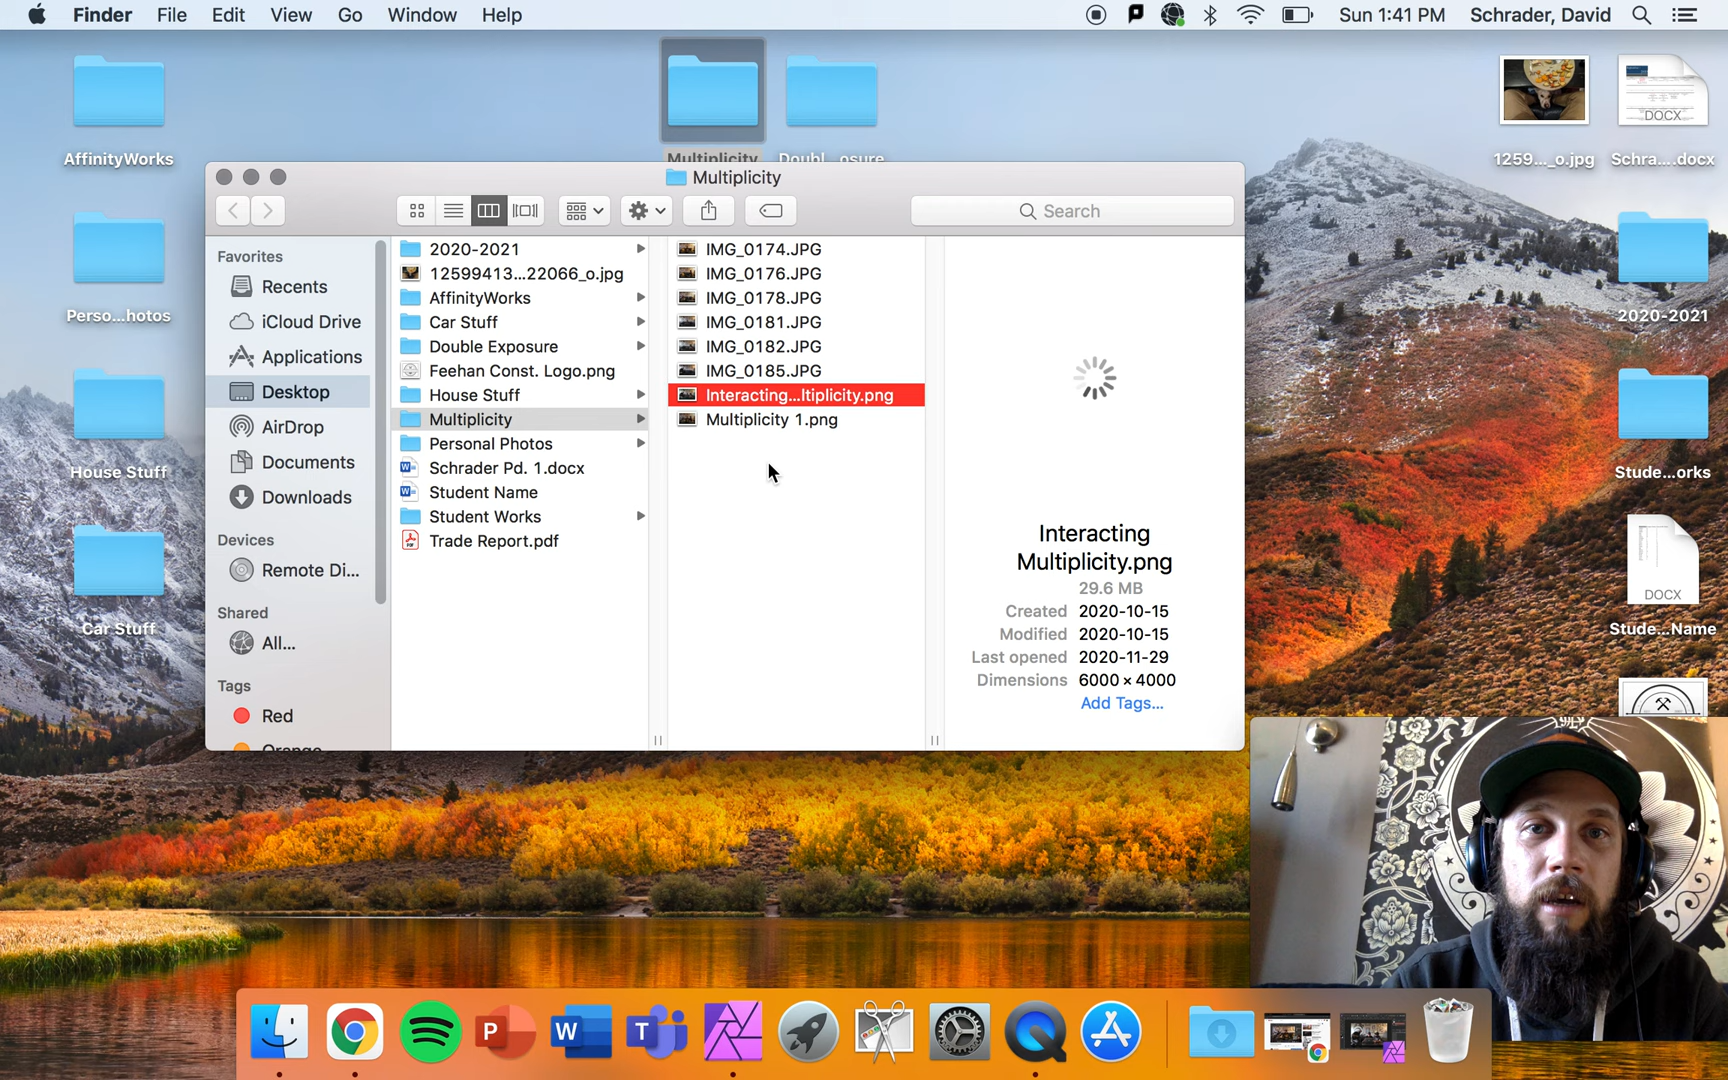 Finder File Edit View Go Window Help
Sun 1:41 PM Schrader, David
AffinityWorks
Perso...hotos
House Stuff
Car Stuff
Multiplicity
Doubl...osure
1259..._o.jpg
Schra....docx
2020-2021
Stude...orks
DOCX
DOCX
Stude...Name
Multiplicity
Search
Favorites
Recents
iCloud Drive
Applications
Desktop
AirDrop
Documents
Downloads
Devices
Remote Di...
Shared
All...
Tags
Red
Orange
2020-2021
12599413...22066_o.jpg
AffinityWorks
Car Stuff
Double Exposure
Feehan Const. Logo.png
House Stuff
Multiplicity
Personal Photos
Schrader Pd. 1.docx
Student Name
Student Works
Trade Report.pdf
IMG_0174.JPG
IMG_0176.JPG
IMG_0178.JPG
IMG_0181.JPG
IMG_0182.JPG
IMG_0185.JPG
Interacting...ltiplicity.png
Multiplicity 1.png
Interacting
Multiplicity.png
29.6 MB
Created 2020-10-15
Modified 2020-10-15
Last opened 2020-11-29
Dimensions 6000 × 4000
Add Tags...
P
W
T